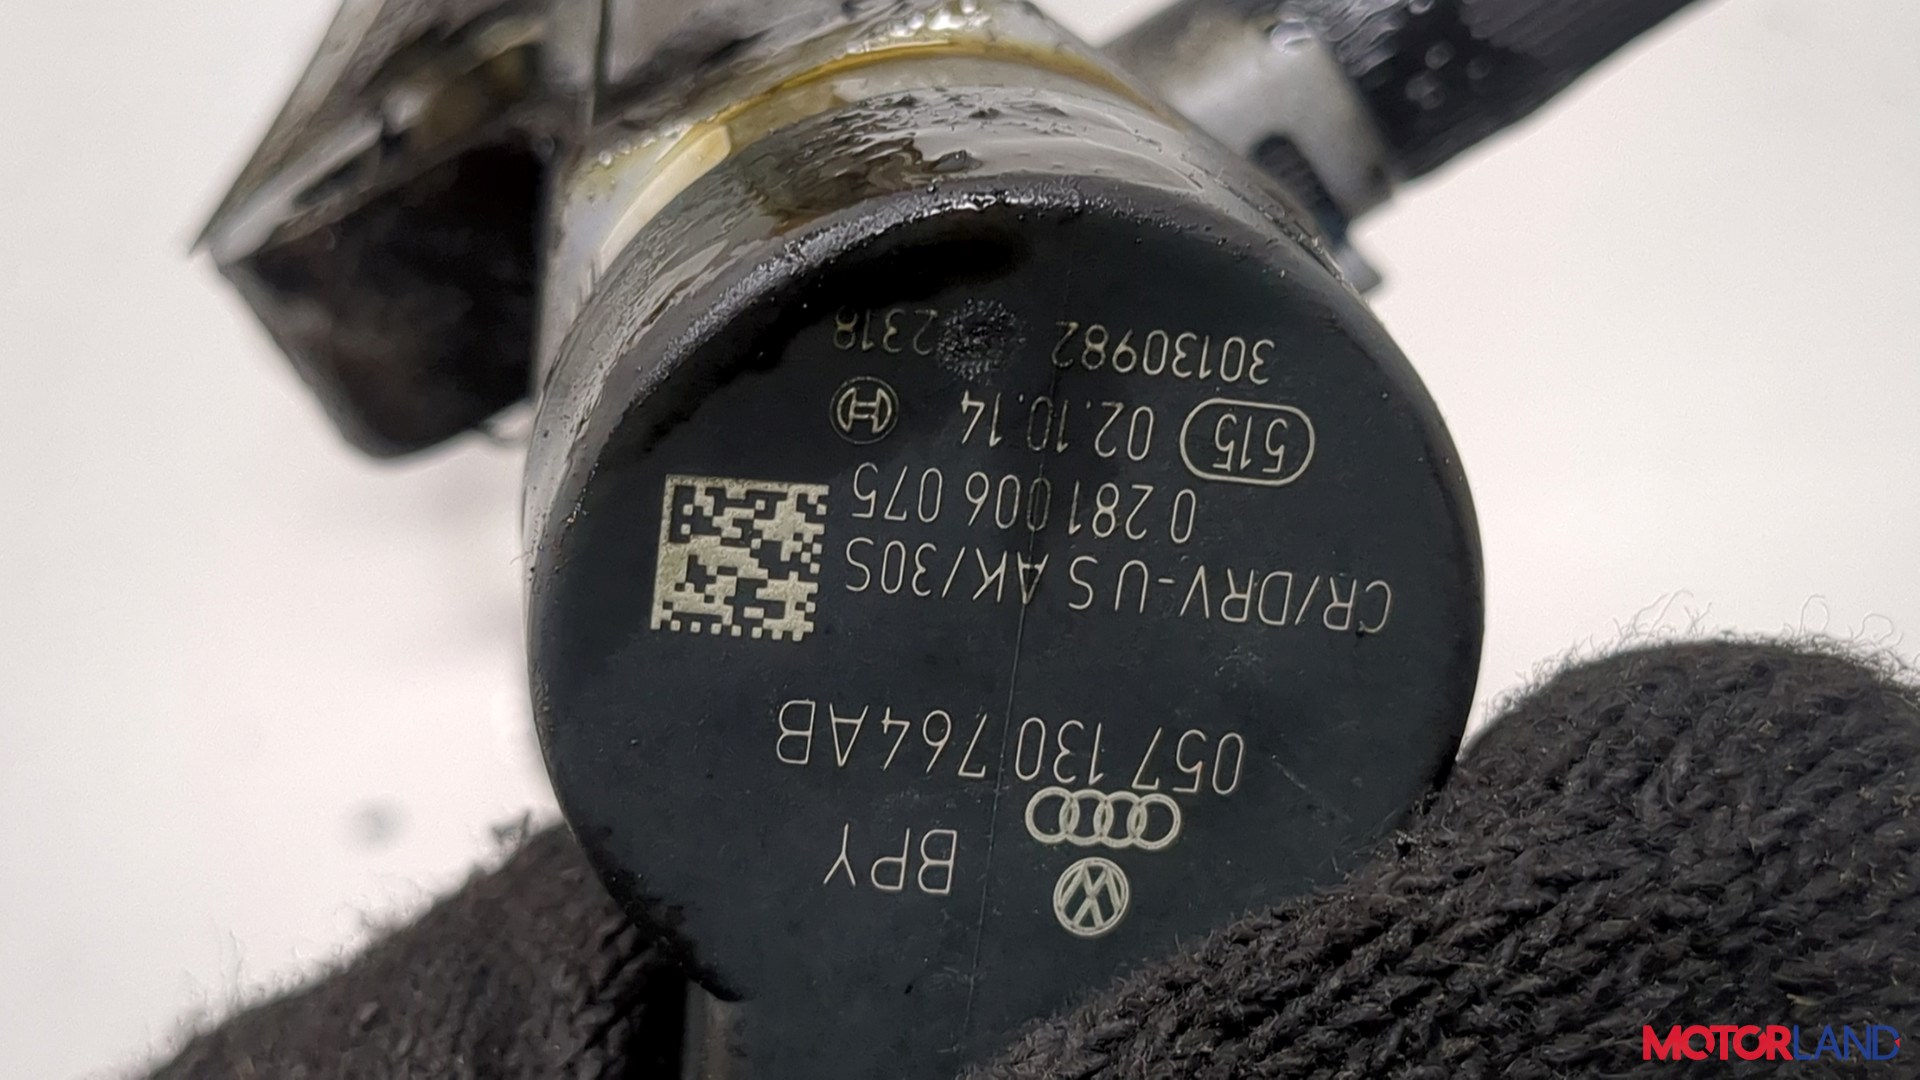 BPY
057 130 764AB
CR/DRV-U S AK/30S
0 281 006 075
515 02.10.14
30130982 2318
MOTORLAND